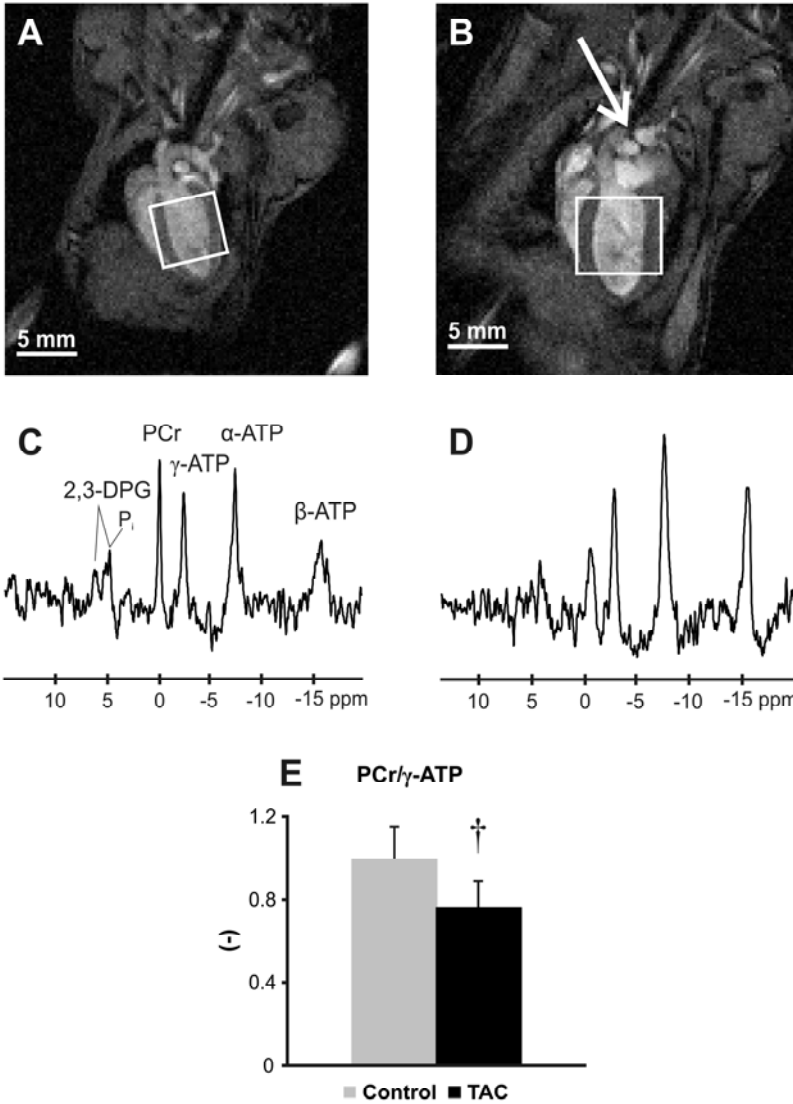 A
5 mm
B
5 mm
C
PCr
α-ATP
γ-ATP
2,3-DPG
Pi
β-ATP
10 5 0 -5 -10 -15 ppm
D
10 5 0 -5 -10 -15 ppm
E PCr/γ-ATP
1.2
†
0.8
(-)
0.4
0
Control TAC